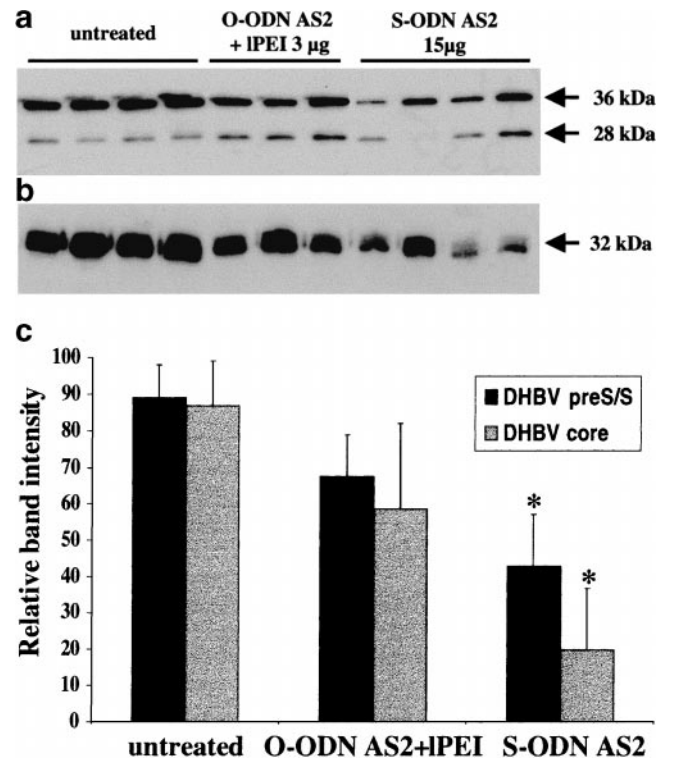 a
untreated
O-ODN AS2
+ lPEI 3 µg
S-ODN AS2
15µg
36 kDa
28 kDa
b
32 kDa
c
Relative band intensity
100
90
80
70
60
50
40
30
20
10
0
DHBV preS/S
DHBV core
*
*
untreated
O-ODN AS2+lPEI
S-ODN AS2